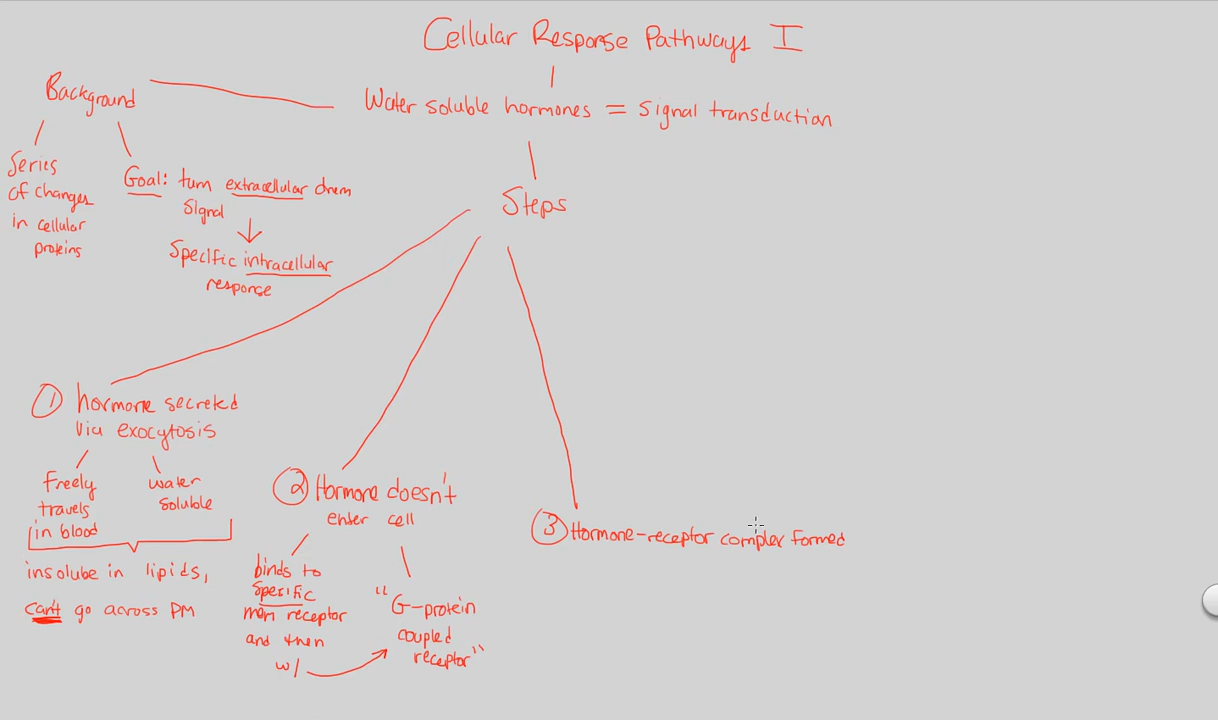 Cellular Response Pathways I
Background
Water soluble hormones = signal transduction
Series
of changes
in cellular
proteins
Goal: turn extracellular chem
signal
Specific intracellular
response
Steps
① hormone secreted
via exocytosis
Freely
travels
in blood
water
soluble
insoluble in lipids,
can't go across PM
② Hormone doesn't
enter cell
binds to
specific
mem receptor
and then
w/
"G-protein
coupled
receptor"
③ Hormone-receptor complex formed